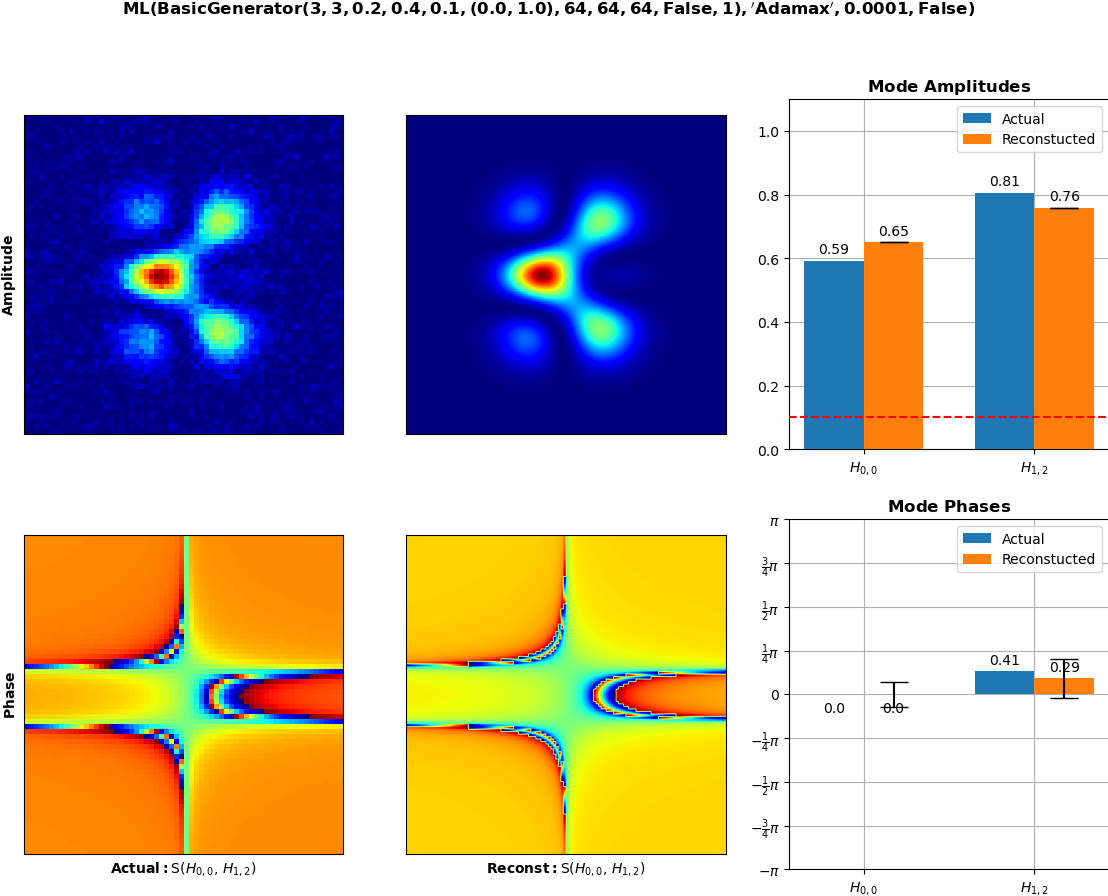 ML(BasicGenerator(3, 3, 0.2, 0.4, 0.1, (0.0, 1.0), 64, 64, 64, False, 1), ′Adamax′, 0.0001, False)
Amplitude
Mode Amplitudes
Actual
Reconstucted
1.0
0.8
0.6
0.4
0.2
0.0
0.59
0.65
0.81
0.76
H0, 0
H1, 2
Phase
Actual: S(H0, 0, H1, 2)
Reconst: S(H0, 0, H1, 2)
Mode Phases
Actual
Reconstucted
π
3/4π
1/2π
1/4π
0
−1/4π
−1/2π
−3/4π
−π
0.0
0.0
0.41
0.29
H0, 0
H1, 2